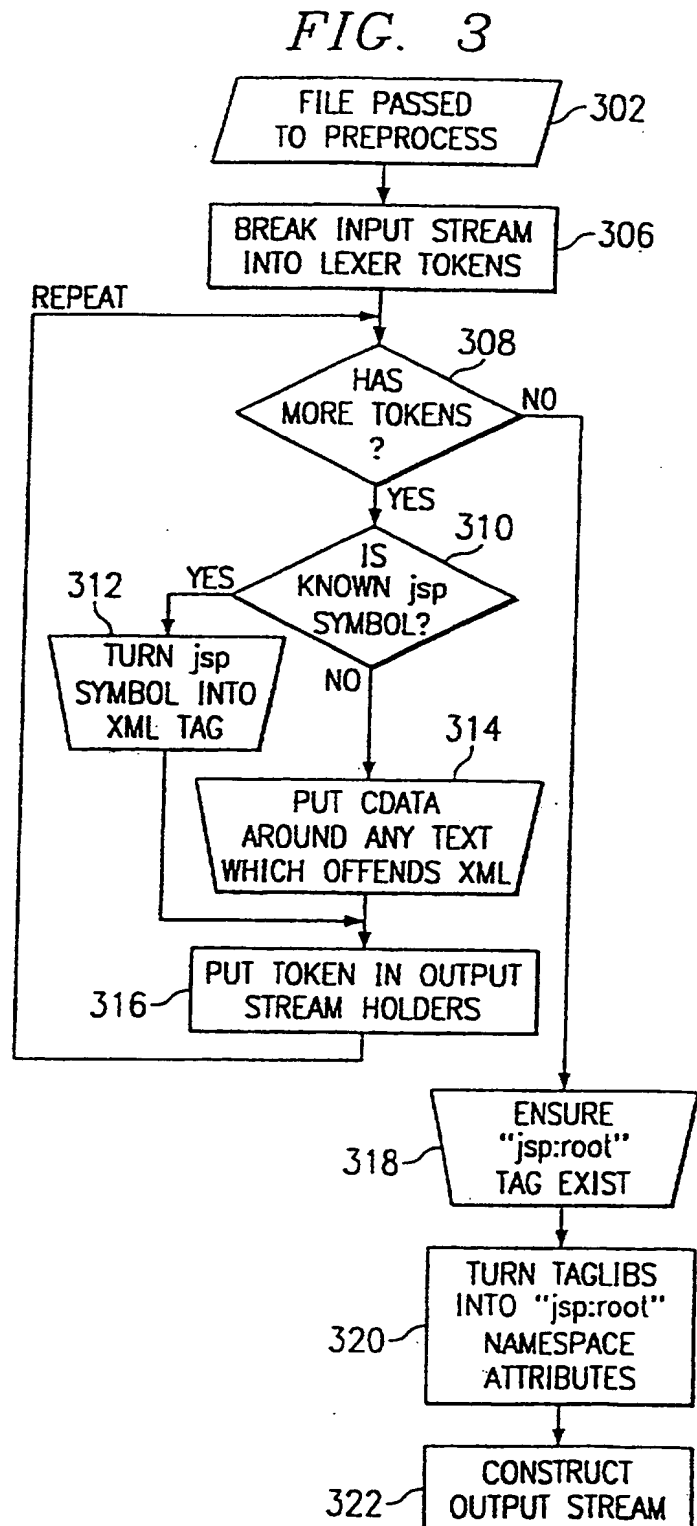 FIG. 3
FILE PASSED
TO PREPROCESS
302
BREAK INPUT STREAM
INTO LEXER TOKENS
306
REPEAT
308
HAS
MORE TOKENS
?
NO
YES
310
IS
KNOWN jsp
SYMBOL?
YES
312
NO
TURN jsp
SYMBOL INTO
XML TAG
314
PUT CDATA
AROUND ANY TEXT
WHICH OFFENDS XML
316
PUT TOKEN IN OUTPUT
STREAM HOLDERS
318
ENSURE
"jsp:root"
TAG EXIST
320
TURN TAGLIBS
INTO "jsp:root"
NAMESPACE
ATTRIBUTES
322
CONSTRUCT
OUTPUT STREAM